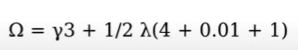 Ω = γ3 + 1/2 λ(4 + 0.01 + 1)